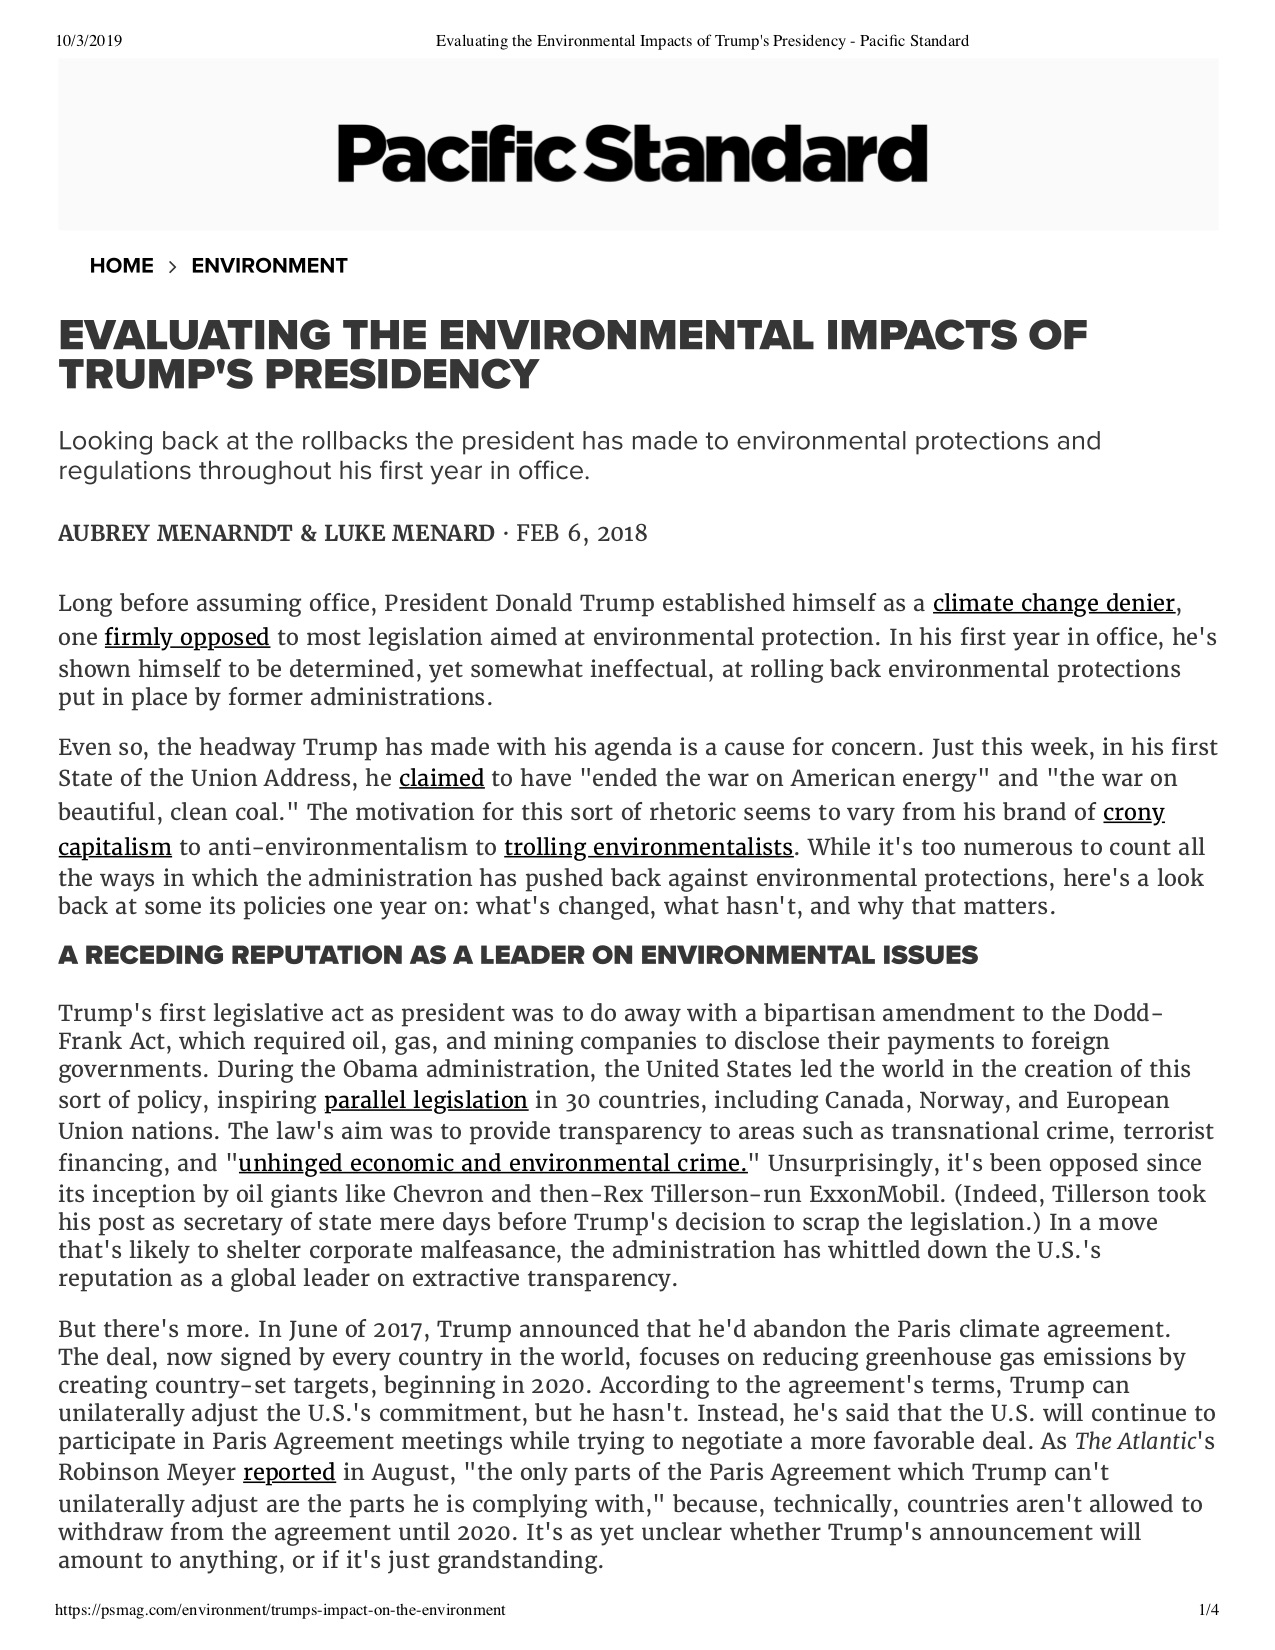 10/3/2019 Evaluating the Environmental Impacts of Trump's Presidency - Pacific Standard
Pacific Standard
HOME > ENVIRONMENT
EVALUATING THE ENVIRONMENTAL IMPACTS OF
TRUMP'S PRESIDENCY
Looking back at the rollbacks the president has made to environmental protections and
regulations throughout his first year in office.
AUBREY MENARNDT & LUKE MENARD · FEB 6, 2018
Long before assuming office, President Donald Trump established himself as a climate change denier,
one firmly opposed to most legislation aimed at environmental protection. In his first year in office, he's
shown himself to be determined, yet somewhat ineffectual, at rolling back environmental protections
put in place by former administrations.
Even so, the headway Trump has made with his agenda is a cause for concern. Just this week, in his first
State of the Union Address, he claimed to have "ended the war on American energy" and "the war on
beautiful, clean coal." The motivation for this sort of rhetoric seems to vary from his brand of crony
capitalism to anti-environmentalism to trolling environmentalists. While it's too numerous to count all
the ways in which the administration has pushed back against environmental protections, here's a look
back at some its policies one year on: what's changed, what hasn't, and why that matters.
A RECEDING REPUTATION AS A LEADER ON ENVIRONMENTAL ISSUES
Trump's first legislative act as president was to do away with a bipartisan amendment to the Dodd-
Frank Act, which required oil, gas, and mining companies to disclose their payments to foreign
governments. During the Obama administration, the United States led the world in the creation of this
sort of policy, inspiring parallel legislation in 30 countries, including Canada, Norway, and European
Union nations. The law's aim was to provide transparency to areas such as transnational crime, terrorist
financing, and "unhinged economic and environmental crime." Unsurprisingly, it's been opposed since
its inception by oil giants like Chevron and then-Rex Tillerson-run ExxonMobil. (Indeed, Tillerson took
his post as secretary of state mere days before Trump's decision to scrap the legislation.) In a move
that's likely to shelter corporate malfeasance, the administration has whittled down the U.S.'s
reputation as a global leader on extractive transparency.
But there's more. In June of 2017, Trump announced that he'd abandon the Paris climate agreement.
The deal, now signed by every country in the world, focuses on reducing greenhouse gas emissions by
creating country-set targets, beginning in 2020. According to the agreement's terms, Trump can
unilaterally adjust the U.S.'s commitment, but he hasn't. Instead, he's said that the U.S. will continue to
participate in Paris Agreement meetings while trying to negotiate a more favorable deal. As The Atlantic's
Robinson Meyer reported in August, "the only parts of the Paris Agreement which Trump can't
unilaterally adjust are the parts he is complying with," because, technically, countries aren't allowed to
withdraw from the agreement until 2020. It's as yet unclear whether Trump's announcement will
amount to anything, or if it's just grandstanding.
https://psmag.com/environment/trumps-impact-on-the-environment 1/4